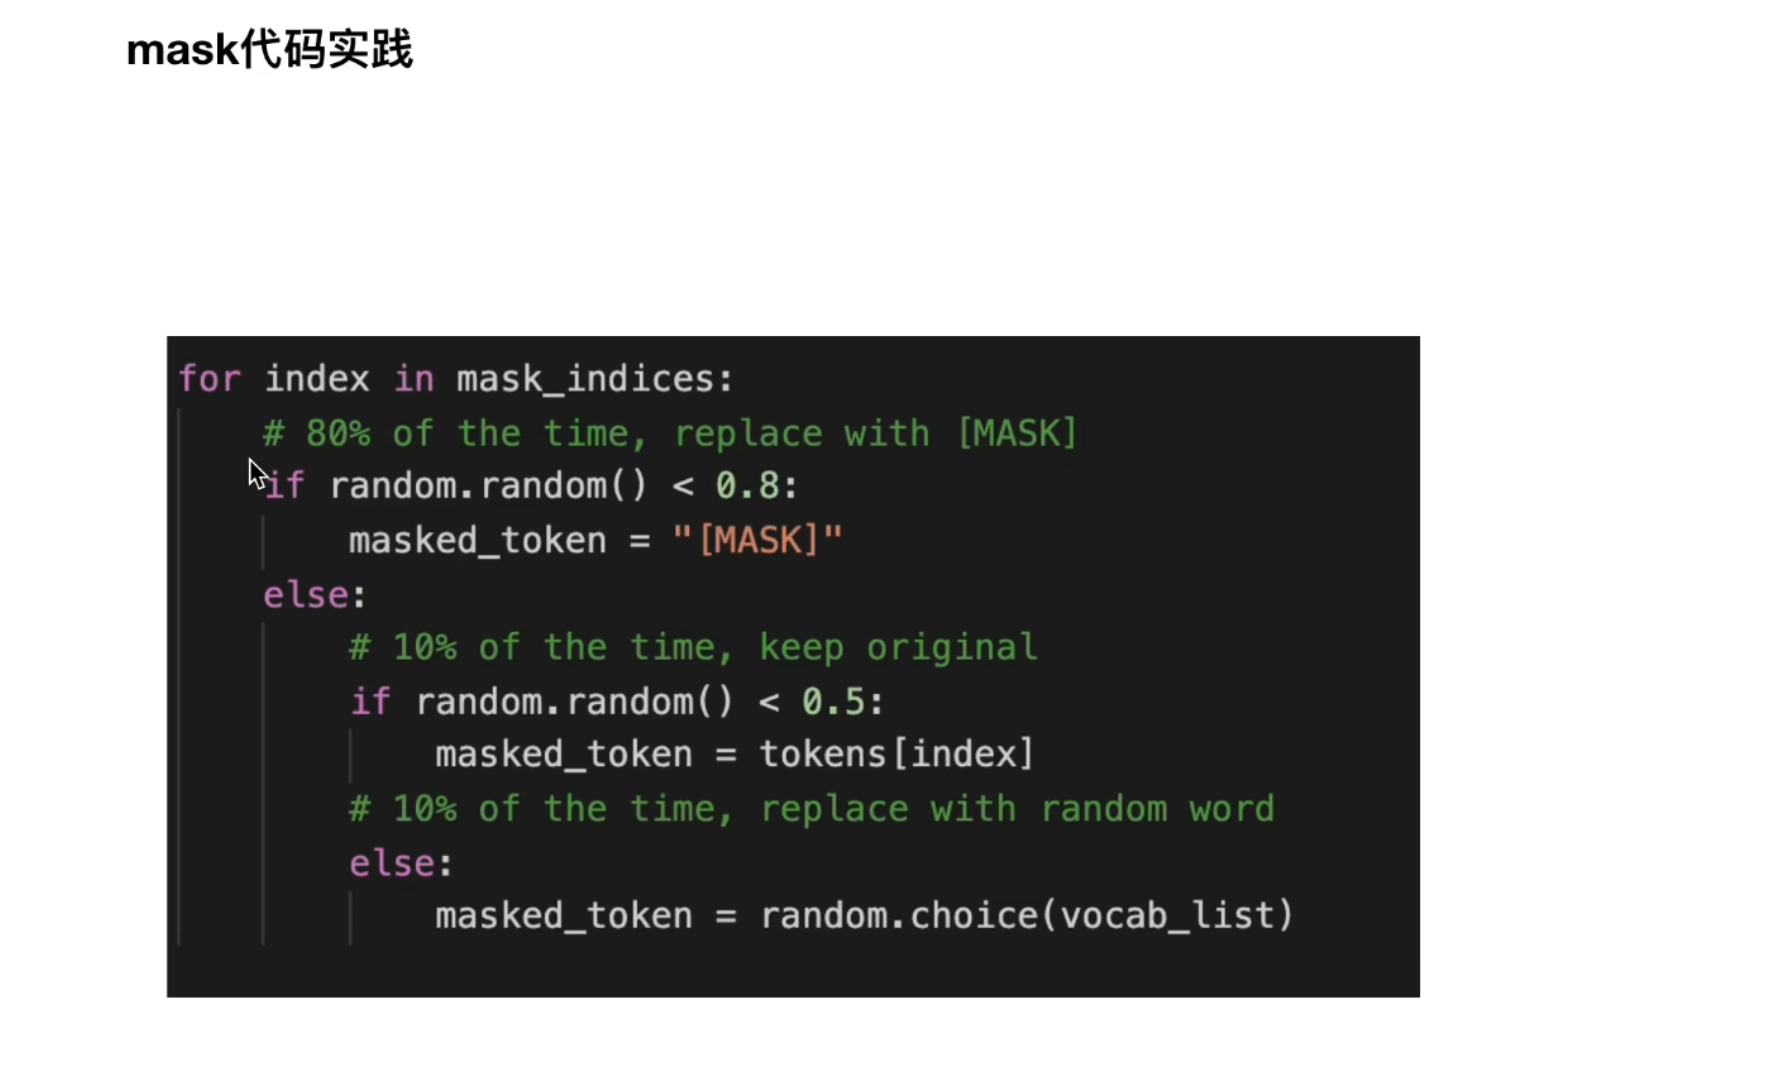 mask代码实践
for index in mask_indices:
# 80% of the time, replace with [MASK]
if random.random() < 0.8:
masked_token = "[MASK]"
else:
# 10% of the time, keep original
if random.random() < 0.5:
masked_token = tokens[index]
# 10% of the time, replace with random word
else:
masked_token = random.choice(vocab_list)